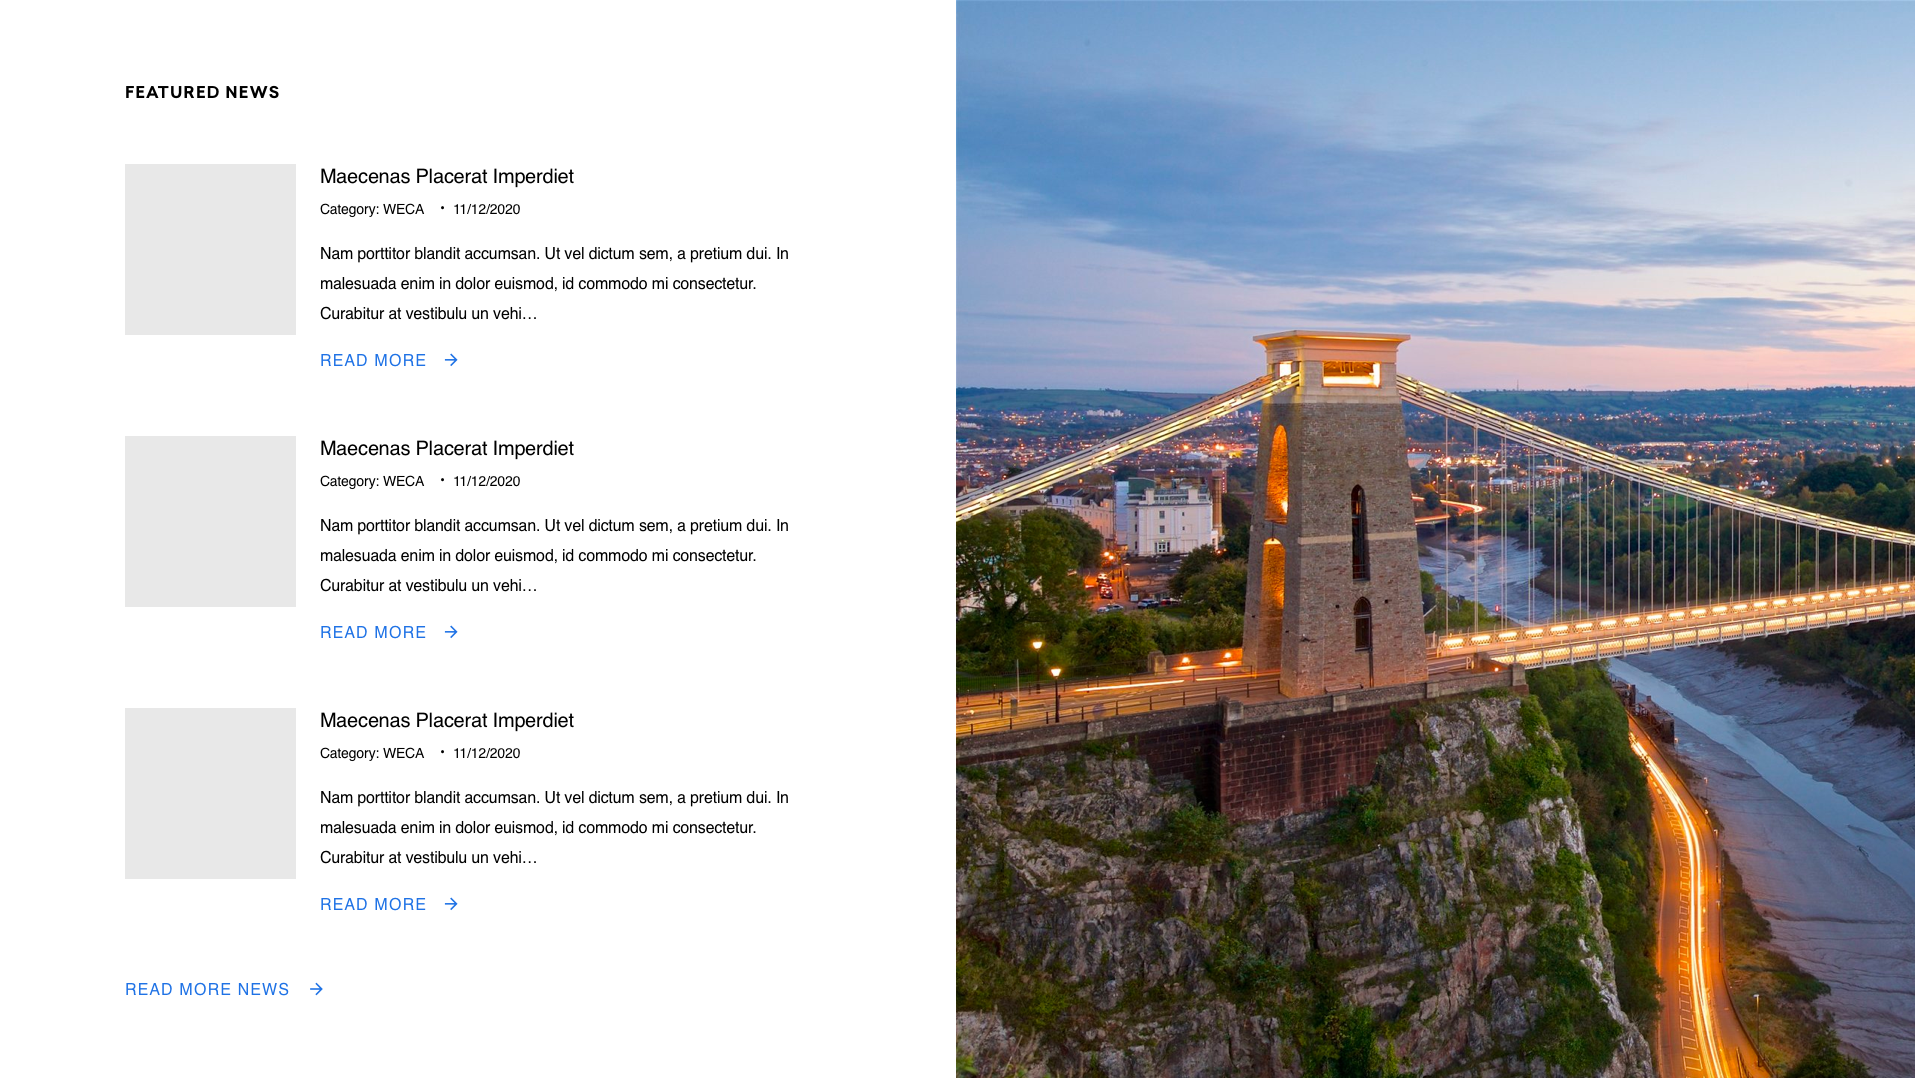 FEATURED NEWS
Maecenas Placerat Imperdiet
Category: WECA • 11/12/2020
Nam porttitor blandit accumsan. Ut vel dictum sem, a pretium dui. In
malesuada enim in dolor euismod, id commodo mi consectetur.
Curabitur at vestibulu un vehi…
READ MORE →
Maecenas Placerat Imperdiet
Category: WECA • 11/12/2020
Nam porttitor blandit accumsan. Ut vel dictum sem, a pretium dui. In
malesuada enim in dolor euismod, id commodo mi consectetur.
Curabitur at vestibulu un vehi…
READ MORE →
Maecenas Placerat Imperdiet
Category: WECA • 11/12/2020
Nam porttitor blandit accumsan. Ut vel dictum sem, a pretium dui. In
malesuada enim in dolor euismod, id commodo mi consectetur.
Curabitur at vestibulu un vehi…
READ MORE →
READ MORE NEWS →